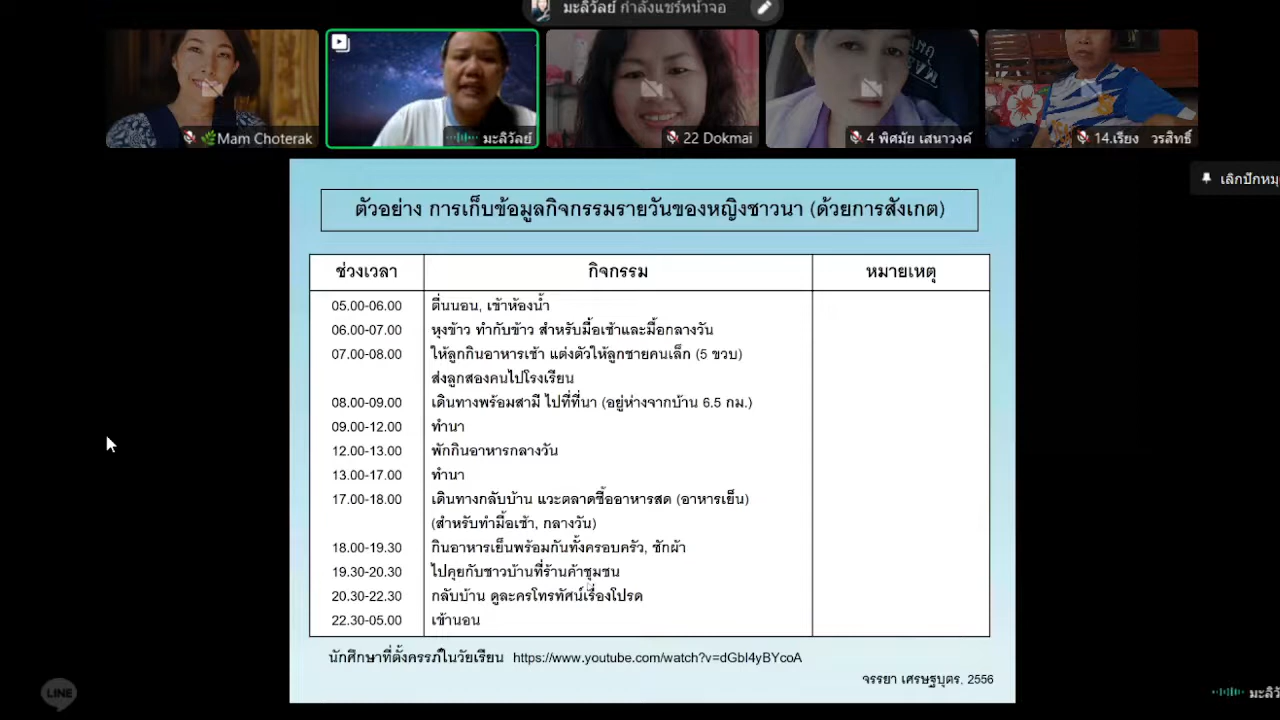 มะลิวัลย์ กำลังแชร์หน้าจอ
🌿Mam Choterak
มะลิวัลย์
22 Dokmai
4 พิศมัย เสนาวงค์
14.เรียง วรสิทธิ์
เลิกปักหมุ
ตัวอย่าง การเก็บข้อมูลกิจกรรมรายวันของหญิงชาวนา (ด้วยการสังเกต)
ช่วงเวลา กิจกรรม หมายเหตุ
05.00-06.00 ตื่นนอน, เข้าห้องน้ำ
06.00-07.00 หุงข้าว ทำกับข้าว สำหรับมื้อเช้าและมื้อกลางวัน
07.00-08.00 ให้ลูกกินอาหารเช้า แต่งตัวให้ลูกชายคนเล็ก (5 ขวบ)
ส่งลูกสองคนไปโรงเรียน
08.00-09.00 เดินทางพร้อมสามี ไปที่ที่นา (อยู่ห่างจากบ้าน 6.5 กม.)
09.00-12.00 ทำนา
12.00-13.00 พักกินอาหารกลางวัน
13.00-17.00 ทำนา
17.00-18.00 เดินทางกลับบ้าน แวะตลาดซื้ออาหารสด (อาหารเย็น)
(สำหรับทำมื้อเช้า, กลางวัน)
18.00-19.30 กินอาหารเย็นพร้อมกันทั้งครอบครัว, ซักผ้า
19.30-20.30 ไปคุยกับชาวบ้านที่ร้านค้าชุมชน
20.30-22.30 กลับบ้าน ดูละครโทรทัศน์เรื่องโปรด
22.30-05.00 เข้านอน
นักศึกษาที่ตั้งครรภ์ในวัยเรียน https://www.youtube.com/watch?v=dGbI4yBYcoA
จรรยา เศรษฐบุตร, 2556
LINE
มะลิวั